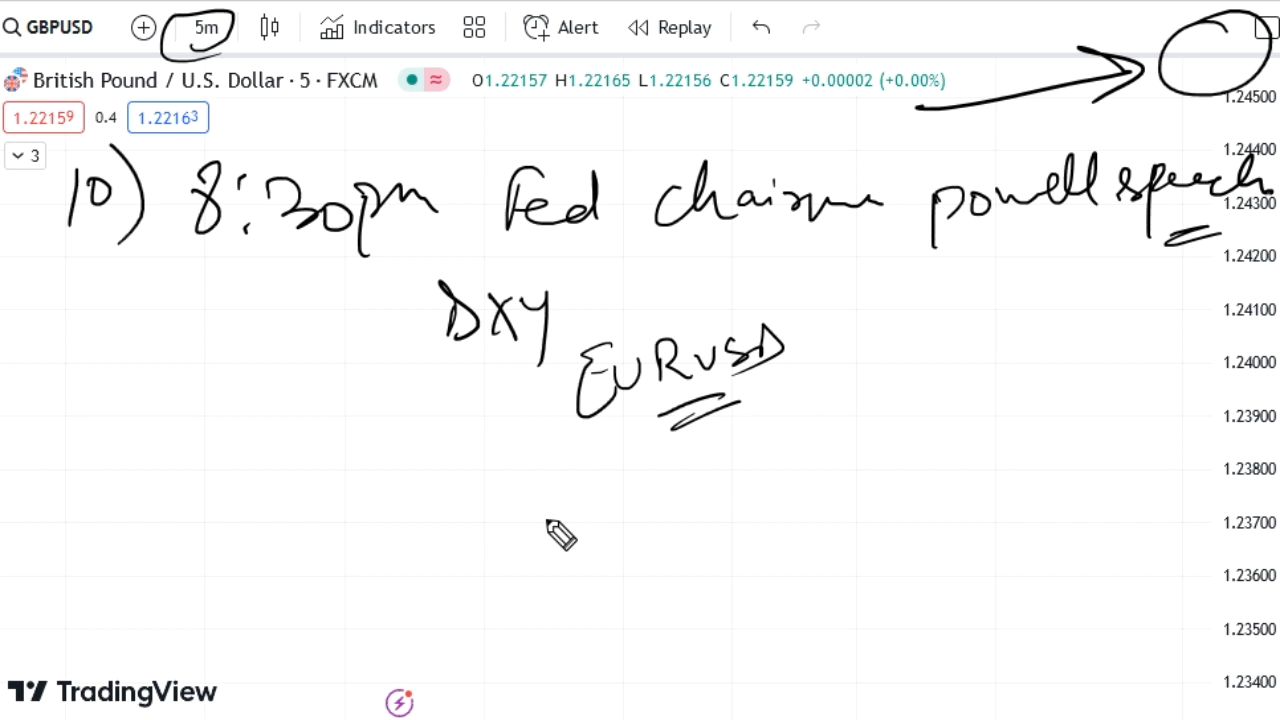 GBPUSD 5m Indicators Alert Replay
British Pound / U.S. Dollar · 5 · FXCM ≈ O1.22157 H1.22165 L1.22156 C1.22159 +0.00002 (+0.00%)
1.22159 0.4 1.22163
3
10) 8:30pm Fed chairman powell speech
DXY
EURUSD
1.24500
1.24400
1.24300
1.24200
1.24100
1.24000
1.23900
1.23800
1.23700
1.23600
1.23500
1.23400
TradingView